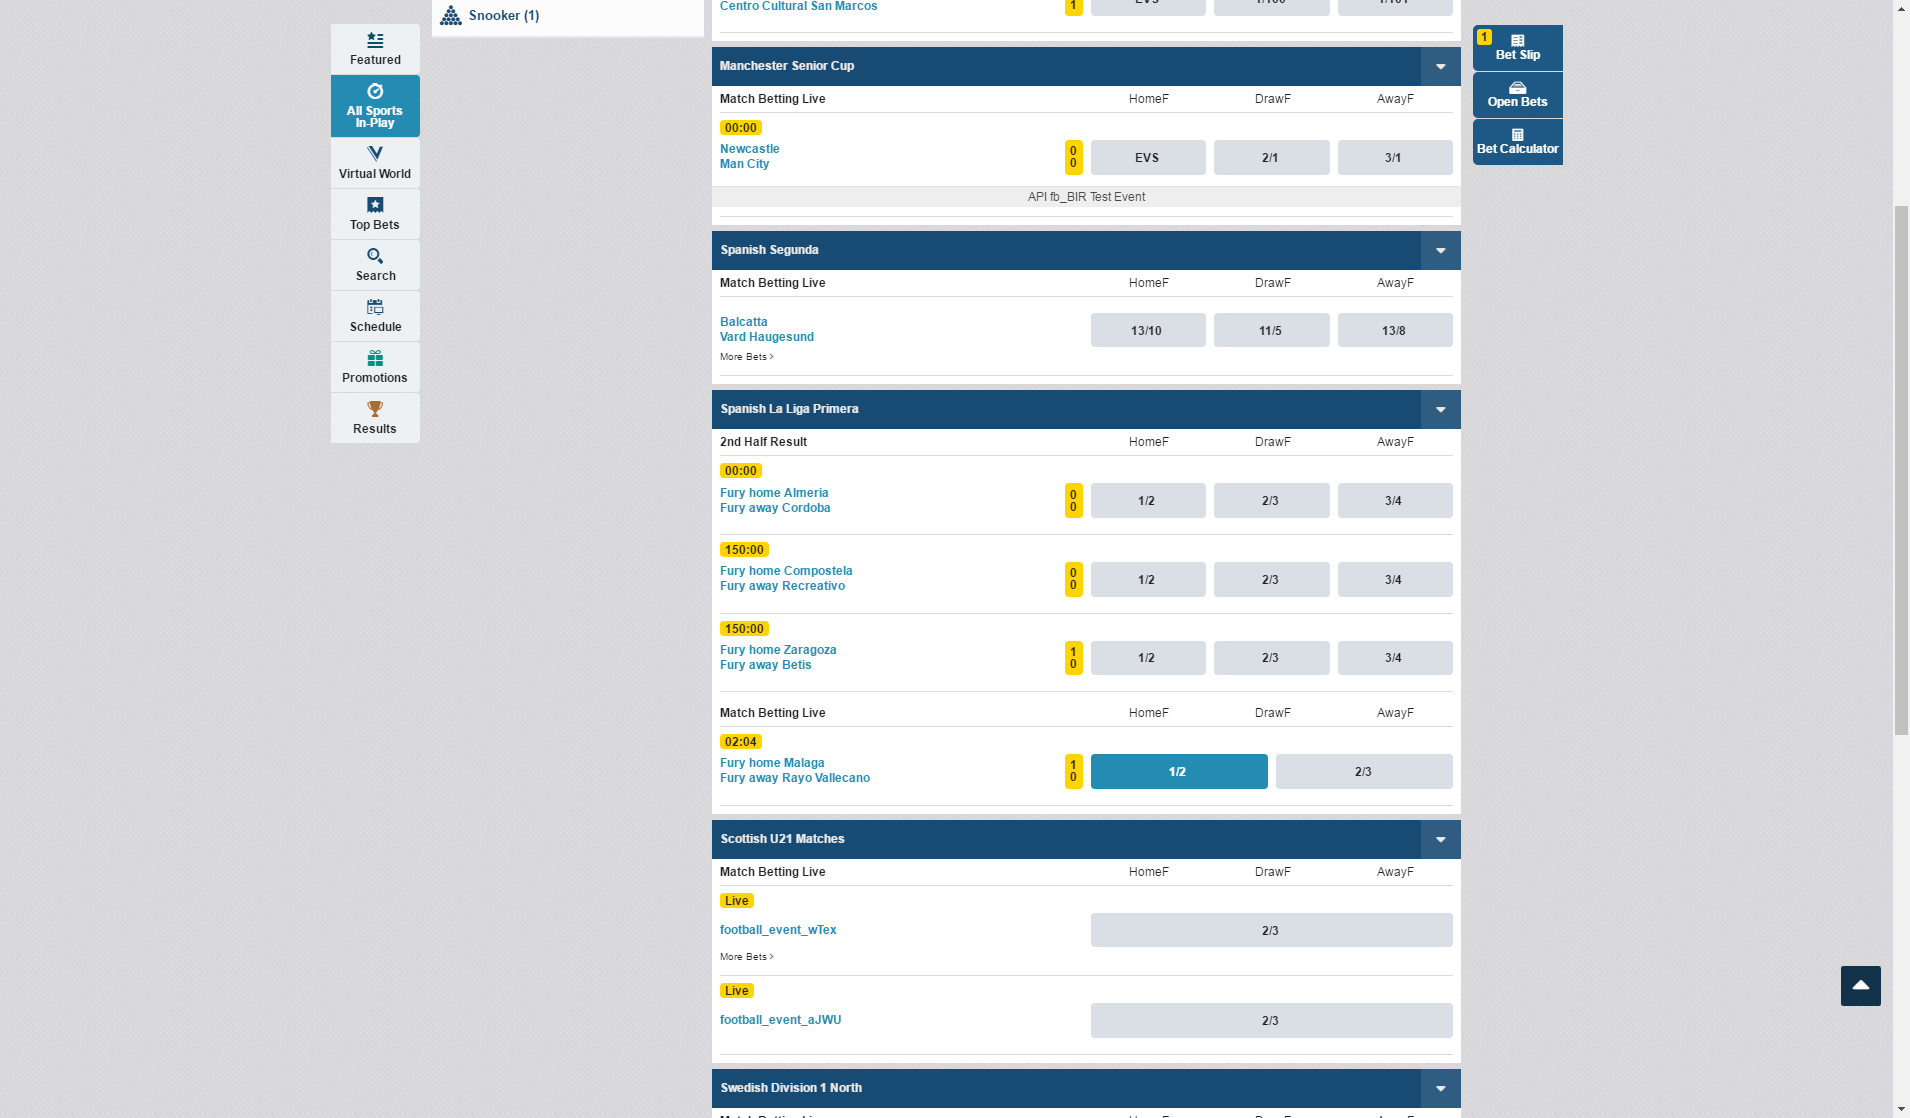 Snooker (1)
Featured
All Sports
In-Play
Virtual World
Top Bets
Search
Schedule
Promotions
Results
Centro Cultural San Marcos
1
EVS
Manchester Senior Cup
Match Betting Live HomeF DrawF AwayF
00:00
Newcastle
Man City
0
0
EVS 2/1 3/1
API fb_BIR Test Event
Spanish Segunda
Match Betting Live HomeF DrawF AwayF
Balcatta
Vard Haugesund
13/10 11/5 13/8
More Bets >
Spanish La Liga Primera
2nd Half Result HomeF DrawF AwayF
00:00
Fury home Almeria
Fury away Cordoba
0
0
1/2 2/3 3/4
150:00
Fury home Compostela
Fury away Recreativo
0
0
1/2 2/3 3/4
150:00
Fury home Zaragoza
Fury away Betis
1
0
1/2 2/3 3/4
Match Betting Live HomeF DrawF AwayF
02:04
Fury home Malaga
Fury away Rayo Vallecano
1
0
1/2 2/3
Scottish U21 Matches
Match Betting Live HomeF DrawF AwayF
Live
football_event_wTex
2/3
More Bets >
Live
football_event_aJWU
2/3
Swedish Division 1 North
1
Bet Slip
Open Bets
Bet Calculator